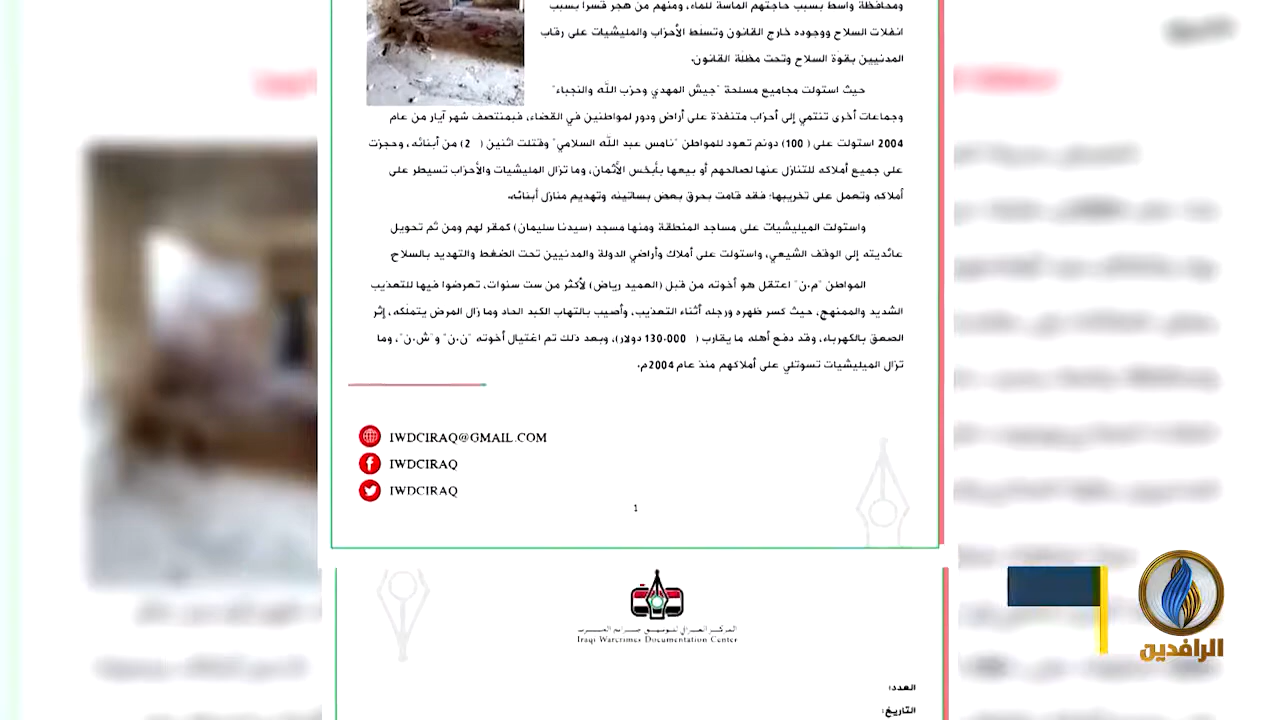 ومحافظة واسط بسبب حاجتهم الماسة للماء، ومنهم من هجر قسراً بسبب
انفلات السلاح ووجوده خارج القانون وتسلط الأحزاب والمليشيات على رقاب
المدنيين بقوة السلاح وتحت مظلة القانون.
حيث استولت مجاميع مسلحة "جيش المهدي وحزب الله والنجباء"
وجماعات أخرى تنتمي إلى أحزاب متنفذة على أراض ودور لمواطنين في القضاء، فبمنتصف شهر آيار من عام
2004 استولت على (100) دونم تعود للمواطن "نامس عبد الله السلامي" وقتلت اثنين (2) من أبنائه، وحجزت
على جميع أملاكه للتنازل عنها لصالحهم أو بيعها بأبخس الأثمان، وما تزال المليشيات والأحزاب تسيطر على
أملاكه وتعمل على تخريبها؛ فقد قامت بحرق بعض بساتينه وتهديم منازل أبنائه.
واستولت الميليشيات على مساجد المنطقة ومنها مسجد (سيدنا سليمان) كمقر لهم ومن ثم تحويل
عائديته إلى الوقف الشيعي، واستولت على أملاك وأراضي الدولة والمدنيين تحت الضغط والتهديد بالسلاح
المواطن "م.ن" اعتقل هو أخوته من قبل (العميد رياض) لأكثر من ست سنوات، تعرضوا فيها للتعذيب
الشديد والممنهج، حيث كسر ظهره ورجله أثناء التعذيب، وأصيب بالتهاب الكبد الحاد وما زال المرض يتملكه، إثر
الصعق بالكهرباء، وقد دفع أهله ما يقارب (130.000 دولار)، وبعد ذلك تم اغتيال أخوته "ن.ن" و"ش.ن"، وما
تزال الميليشيات تسوتلي على أملاكهم منذ عام 2004م.
IWDCIRAQ@GMAIL.COM
IWDCIRAQ
IWDCIRAQ
1
المركز العراقي لتوثيق جرائم الحرب
Iraqi Warcrimes Documentation Center
العدد:
التاريخ:
الرافدين